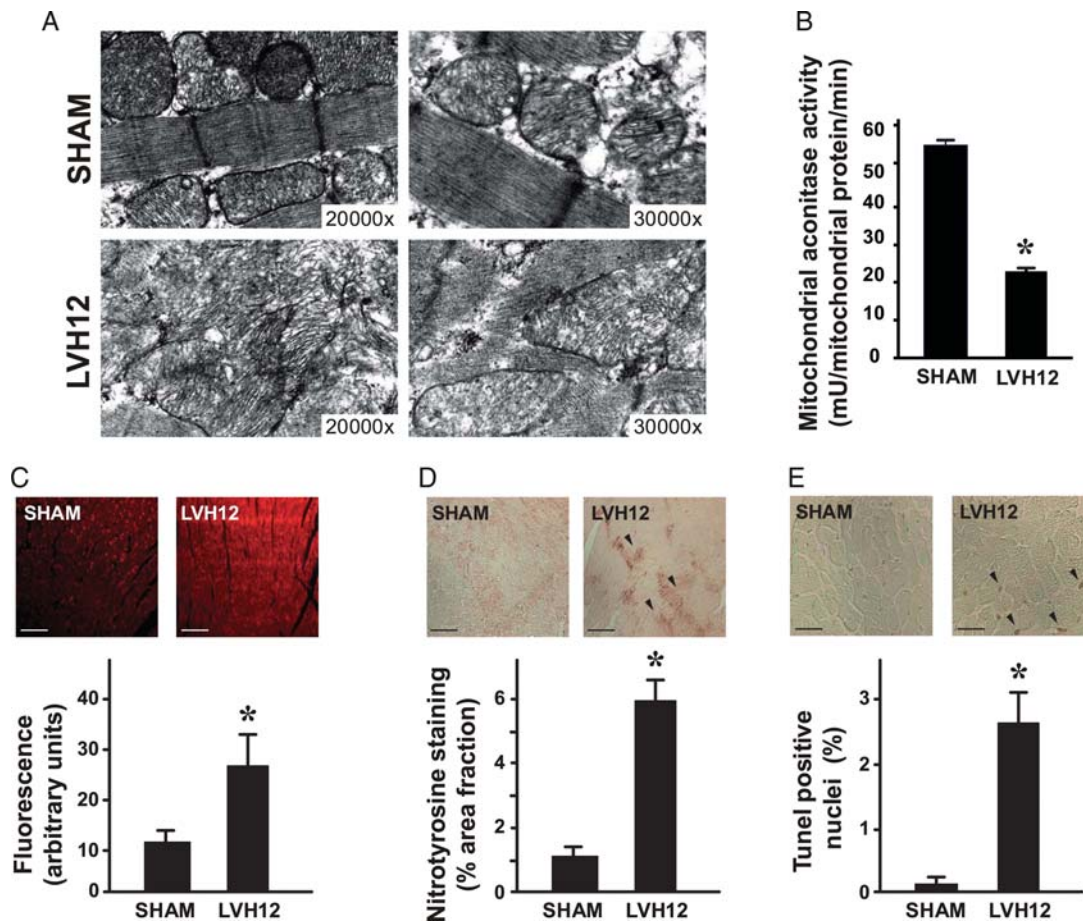 A
SHAM
20000x
30000x
LVH12
20000x
30000x
B
Mitochondrial aconitase activity
(mU/mitochondrial protein/min)
60
50
40
30
20
10
0
*
SHAM LVH12
C
SHAM
LVH12
Fluorescence
(arbitrary units)
40
30
20
10
0
*
SHAM LVH12
D
SHAM
LVH12
Nitrotyrosine staining
(% area fraction)
6
4
2
0
*
SHAM LVH12
E
SHAM
LVH12
Tunel positive
nuclei (%)
3
2
1
0
*
SHAM LVH12